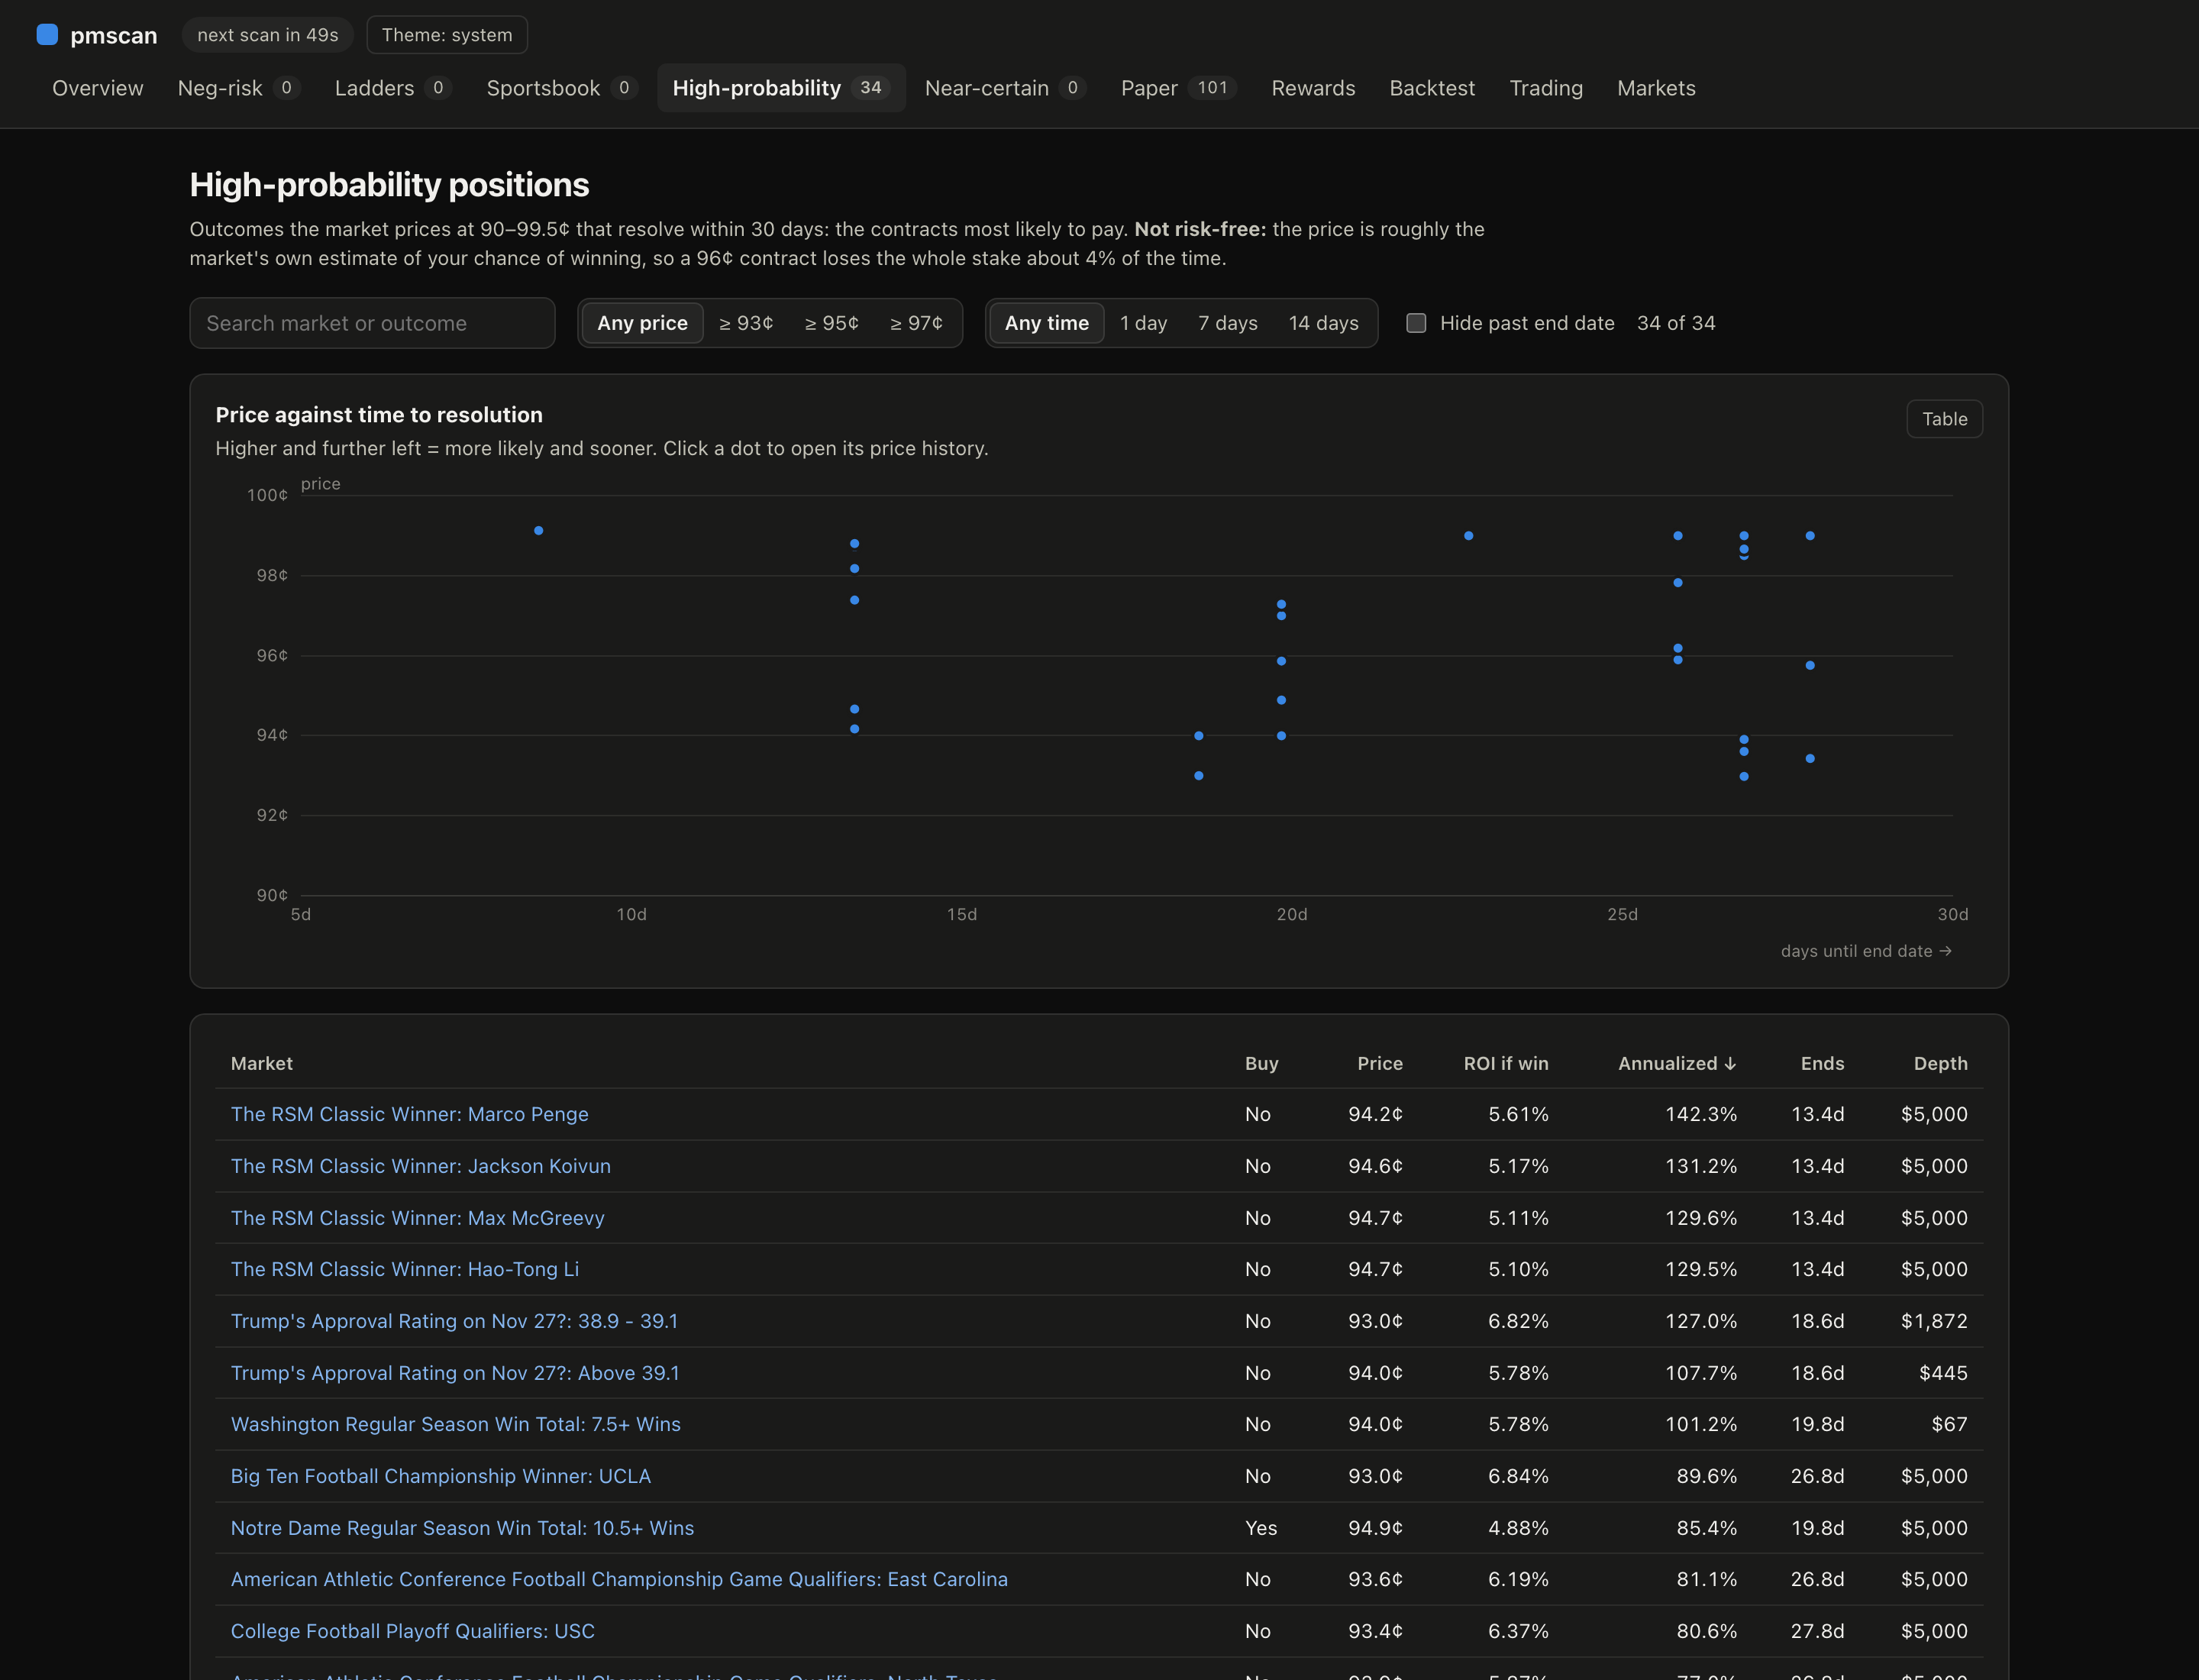 pmscan next scan in 49s Theme: system
Overview Neg-risk 0 Ladders 0 Sportsbook 0 High-probability 34 Near-certain 0 Paper 101 Rewards Backtest Trading Markets
High-probability positions
Outcomes the market prices at 90–99.5¢ that resolve within 30 days: the contracts most likely to pay. Not risk-free: the price is roughly the
market's own estimate of your chance of winning, so a 96¢ contract loses the whole stake about 4% of the time.
Search market or outcome Any price ≥ 93¢ ≥ 95¢ ≥ 97¢ Any time 1 day 7 days 14 days Hide past end date 34 of 34
Price against time to resolution Table
Higher and further left = more likely and sooner. Click a dot to open its price history.
price
100¢
98¢
96¢
94¢
92¢
90¢
5d 10d 15d 20d 25d 30d
days until end date →
Market Buy Price ROI if win Annualized ↓ Ends Depth
The RSM Classic Winner: Marco Penge No 94.2¢ 5.61% 142.3% 13.4d $5,000
The RSM Classic Winner: Jackson Koivun No 94.6¢ 5.17% 131.2% 13.4d $5,000
The RSM Classic Winner: Max McGreevy No 94.7¢ 5.11% 129.6% 13.4d $5,000
The RSM Classic Winner: Hao-Tong Li No 94.7¢ 5.10% 129.5% 13.4d $5,000
Trump's Approval Rating on Nov 27?: 38.9 - 39.1 No 93.0¢ 6.82% 127.0% 18.6d $1,872
Trump's Approval Rating on Nov 27?: Above 39.1 No 94.0¢ 5.78% 107.7% 18.6d $445
Washington Regular Season Win Total: 7.5+ Wins No 94.0¢ 5.78% 101.2% 19.8d $67
Big Ten Football Championship Winner: UCLA No 93.0¢ 6.84% 89.6% 26.8d $5,000
Notre Dame Regular Season Win Total: 10.5+ Wins Yes 94.9¢ 4.88% 85.4% 19.8d $5,000
American Athletic Conference Football Championship Game Qualifiers: East Carolina No 93.6¢ 6.19% 81.1% 26.8d $5,000
College Football Playoff Qualifiers: USC No 93.4¢ 6.37% 80.6% 27.8d $5,000